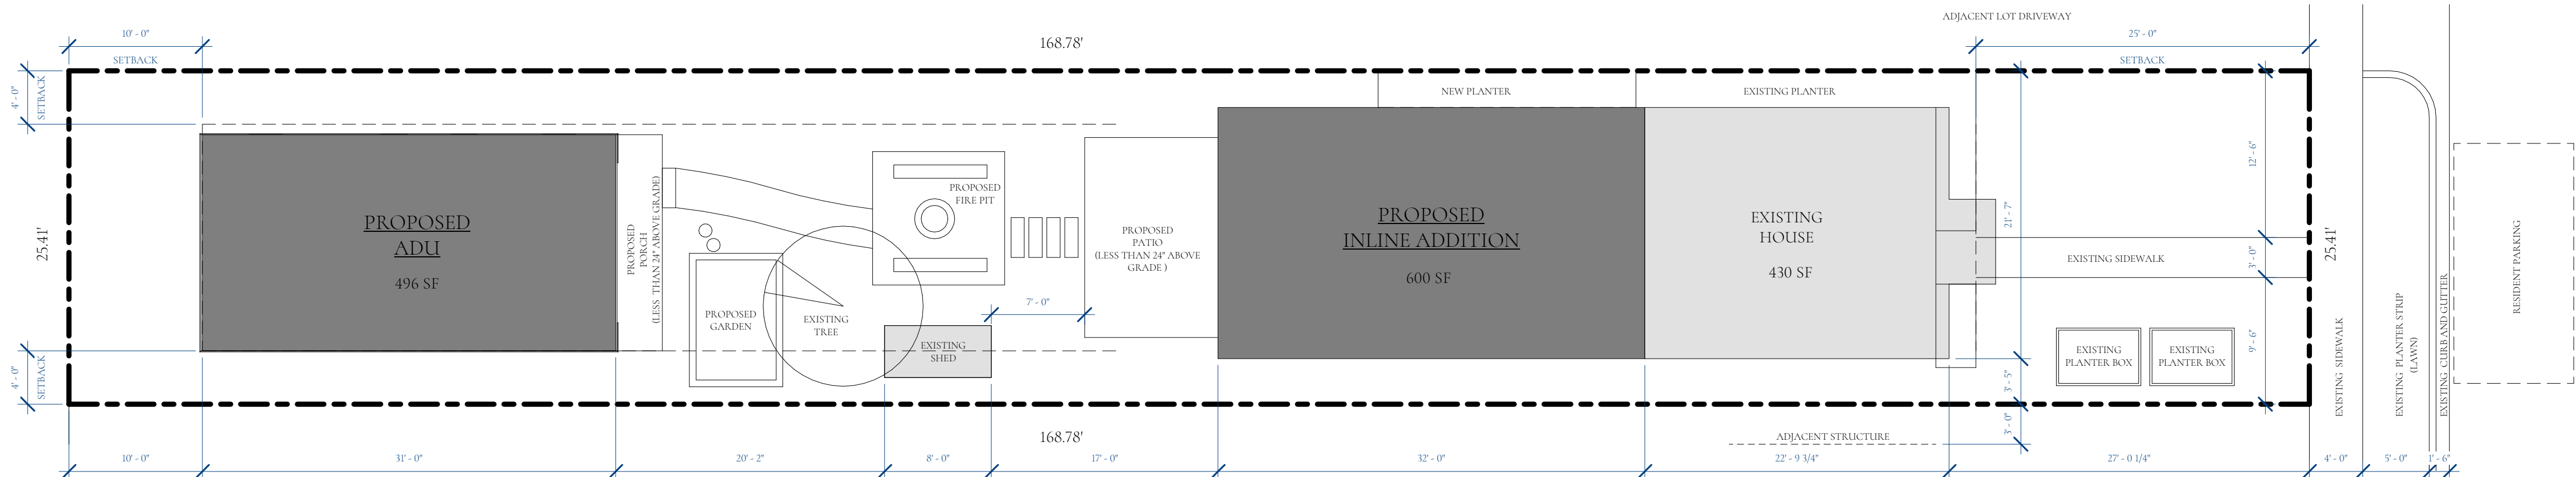 ADJACENT LOT DRIVEWAY
10' - 0"
168.78'
25' - 0"
SETBACK
SETBACK
4' - 0"
SETBACK
NEW PLANTER
EXISTING PLANTER
12' - 6"
PROPOSED
ADU
496 SF
25.41'
PROPOSED
PORCH
(LESS THAN 24" ABOVE GRADE)
PROPOSED
FIRE PIT
PROPOSED
GARDEN
EXISTING
TREE
EXISTING
SHED
7' - 0"
PROPOSED
PATIO
(LESS THAN 24" ABOVE
GRADE )
PROPOSED
INLINE ADDITION
600 SF
EXISTING
HOUSE
430 SF
21' - 7"
EXISTING SIDEWALK
3' - 0"
25.41'
9' - 6"
EXISTING
PLANTER BOX
EXISTING
PLANTER BOX
EXISTING SIDEWALK
EXISTING PLANTER STRIP
(LAWN)
EXISTING CURB AND GUTTER
RESIDENT PARKING
4' - 0"
SETBACK
3' - 5"
3' - 0"
168.78'
ADJACENT STRUCTURE
10' - 0"
31' - 0"
20' - 2"
8' - 0"
17' - 0"
32' - 0"
22' - 9 3/4"
27' - 0 1/4"
4' - 0"
5' - 0"
1' - 6"